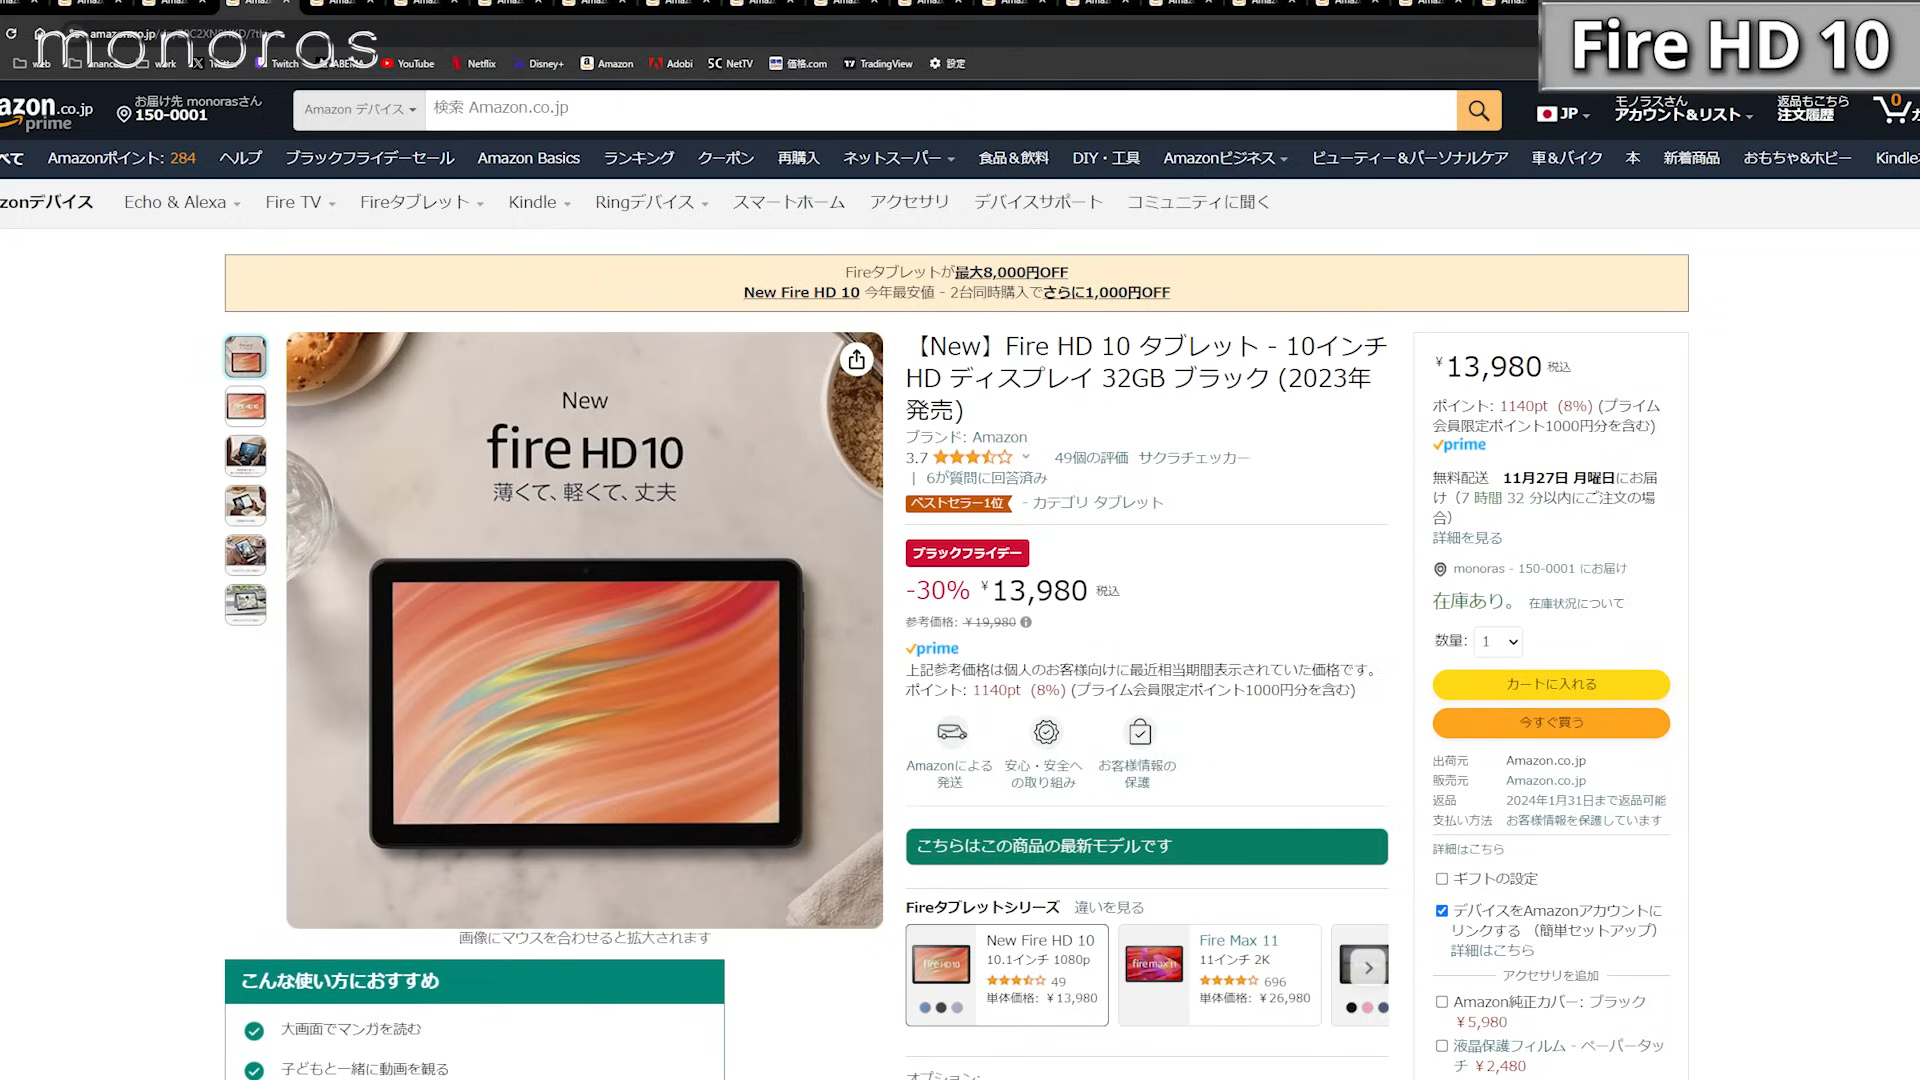 monoras
Fire HD 10
YouTube
Netflix
Disney+
Amazon
Adobi
NetTV
価格.com
TradingView
設定
azon.co.jp
prime
お届け先 monorasさん
150-0001
Amazon デバイス
検索 Amazon.co.jp
JP
モノラスさん
アカウント&リスト
返品もこちら
注文履歴
0
Amazonポイント: 284
ヘルプ
ブラックフライデーセール
Amazon Basics
ランキング
クーポン
再購入
ネットスーパー
食品&飲料
DIY・工具
Amazonビジネス
ビューティー&パーソナルケア
車&バイク
本
新着商品
おもちゃ&ホビー
Kindle
zonデバイス
Echo & Alexa
Fire TV
Fireタブレット
Kindle
Ringデバイス
スマートホーム
アクセサリ
デバイスサポート
コミュニティに聞く
Fireタブレットが最大8,000円OFF
New Fire HD 10 今年最安値 - 2台同時購入でさらに1,000円OFF
New
fire HD10
薄くて、軽くて、丈夫
画像にマウスを合わせると拡大されます
こんな使い方におすすめ
大画面でマンガを読む
子どもと一緒に動画を観る
【New】Fire HD 10 タブレット - 10インチ
HD ディスプレイ 32GB ブラック (2023年
発売)
ブランド: Amazon
3.7
49個の評価
サクラチェッカー
| 6が質問に回答済み
ベストセラー1位 - カテゴリ タブレット
ブラックフライデー
-30% ¥13,980 税込
参考価格: ¥19,980
prime
上記参考価格は個人のお客様向けに最近相当期間表示されていた価格です。
ポイント: 1140pt (8%) (プライム会員限定ポイント1000円分を含む)
Amazonによる
発送
安心・安全へ
の取り組み
お客様情報の
保護
こちらはこの商品の最新モデルです
Fireタブレットシリーズ 違いを見る
New Fire HD 10
10.1インチ 1080p
49
単体価格: ¥13,980
Fire Max 11
11インチ 2K
696
単体価格: ¥26,980
オプション:
¥13,980 税込
ポイント: 1140pt (8%) (プライム
会員限定ポイント1000円分を含む)
prime
無料配送 11月27日 月曜日にお届
け(7 時間 32 分以内にご注文の場
合)
詳細を見る
monoras - 150-0001 にお届け
在庫あり。 在庫状況について
数量: 1
カートに入れる
今すぐ買う
出荷元 Amazon.co.jp
販売元 Amazon.co.jp
返品 2024年1月31日まで返品可能
支払い方法 お客様情報を保護しています
詳細はこちら
ギフトの設定
デバイスをAmazonアカウントに
リンクする (簡単セットアップ)
詳細はこちら
アクセサリを追加
Amazon純正カバー: ブラック
¥5,980
液晶保護フィルム - ペーパータッ
チ ¥2,480